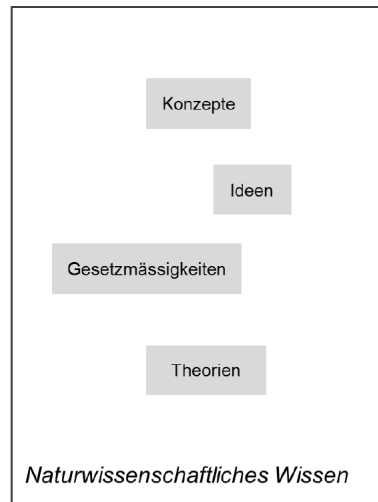 Konzepte
Ideen
Gesetzmässigkeiten
Theorien
Naturwissenschaftliches Wissen